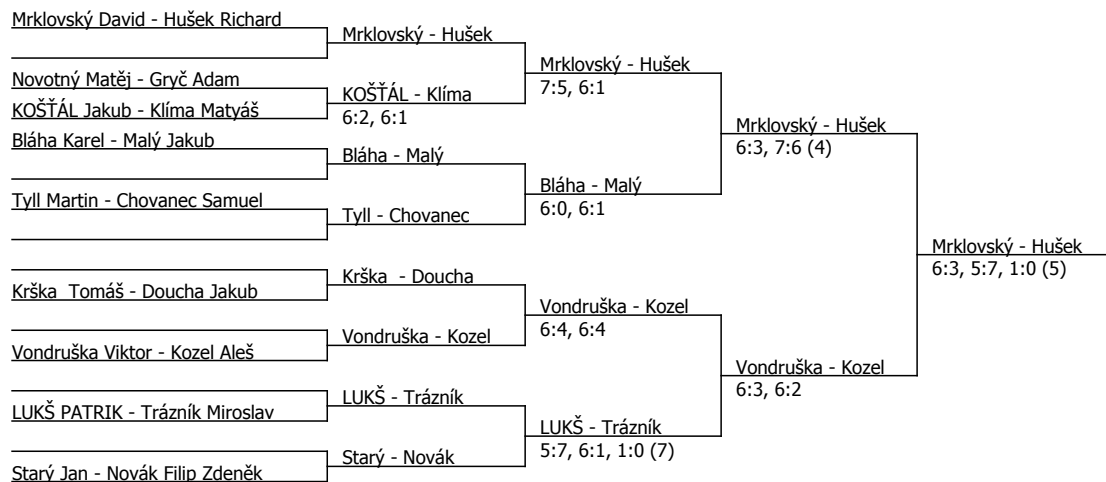 Mrklovský David - Hušek Richard
Novotný Matěj - Gryč Adam
KOŠŤÁL Jakub - Klíma Matyáš
Bláha Karel - Malý Jakub
Tyll Martin - Chovanec Samuel
Krška  Tomáš - Doucha Jakub
Vondruška Viktor - Kozel Aleš
LUKŠ PATRIK - Trázník Miroslav
Starý Jan - Novák Filip Zdeněk
Mrklovský - Hušek
KOŠŤÁL - Klíma
6:2, 6:1
Bláha - Malý
Tyll - Chovanec
Krška  - Doucha
Vondruška - Kozel
LUKŠ - Trázník
Starý - Novák
Mrklovský - Hušek
7:5, 6:1
Bláha - Malý
6:0, 6:1
Vondruška - Kozel
6:4, 6:4
LUKŠ - Trázník
5:7, 6:1, 1:0 (7)
Mrklovský - Hušek
6:3, 7:6 (4)
Vondruška - Kozel
6:3, 6:2
Mrklovský - Hušek
6:3, 5:7, 1:0 (5)